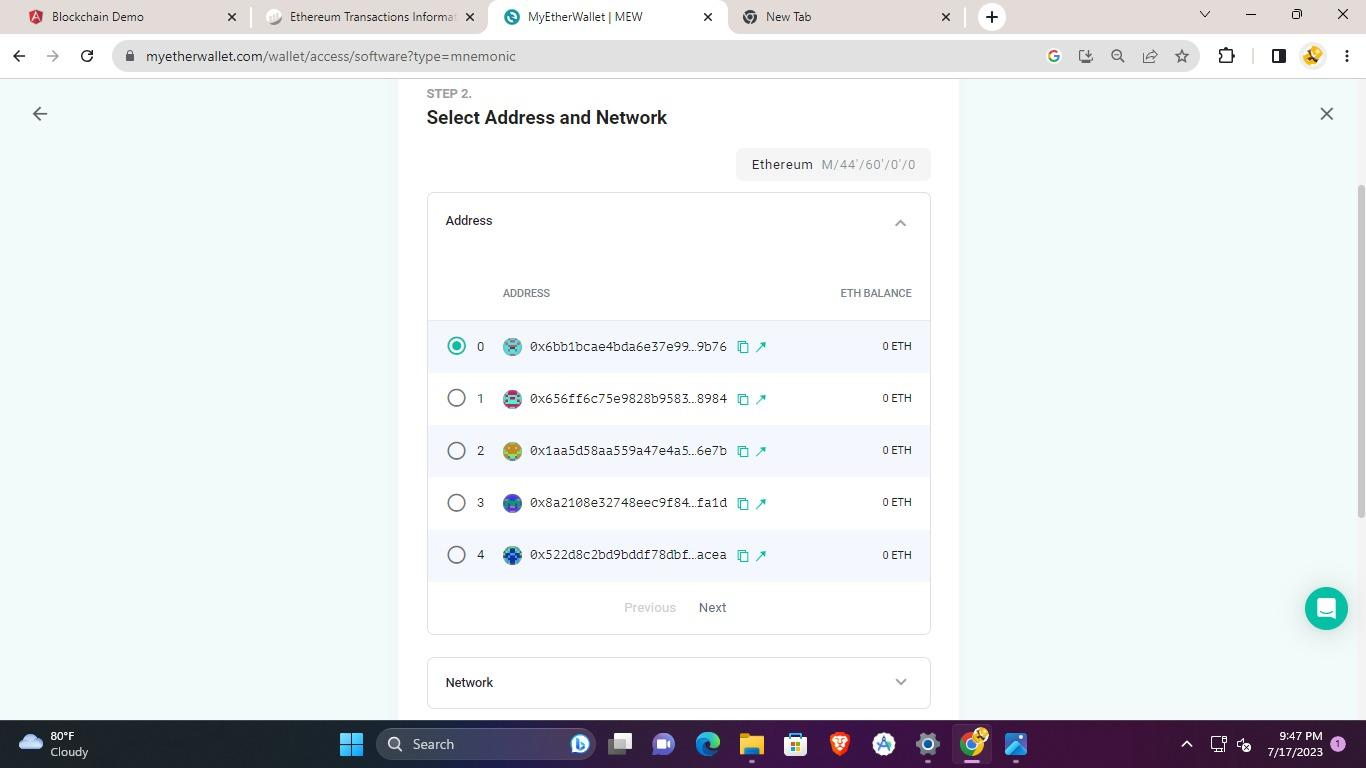 Blockchain Demo
Ethereum Transactions Informat
MyEtherWallet | MEW
New Tab
myetherwallet.com/wallet/access/software?type=mnemonic
STEP 2.
Select Address and Network
Ethereum M/44'/60'/0'/0
Address
ADDRESS ETH BALANCE
0 0x6bb1bcae4bda6e37e99...9b76 0 ETH
1 0x656ff6c75e9828b9583...8984 0 ETH
2 0x1aa5d58aa559a47e4a5...6e7b 0 ETH
3 0x8a2108e32748eec9f84...fa1d 0 ETH
4 0x522d8c2bd9bddf78dbf...acea 0 ETH
Previous Next
Network
80°F
Cloudy
Search
9:47 PM
7/17/2023
1